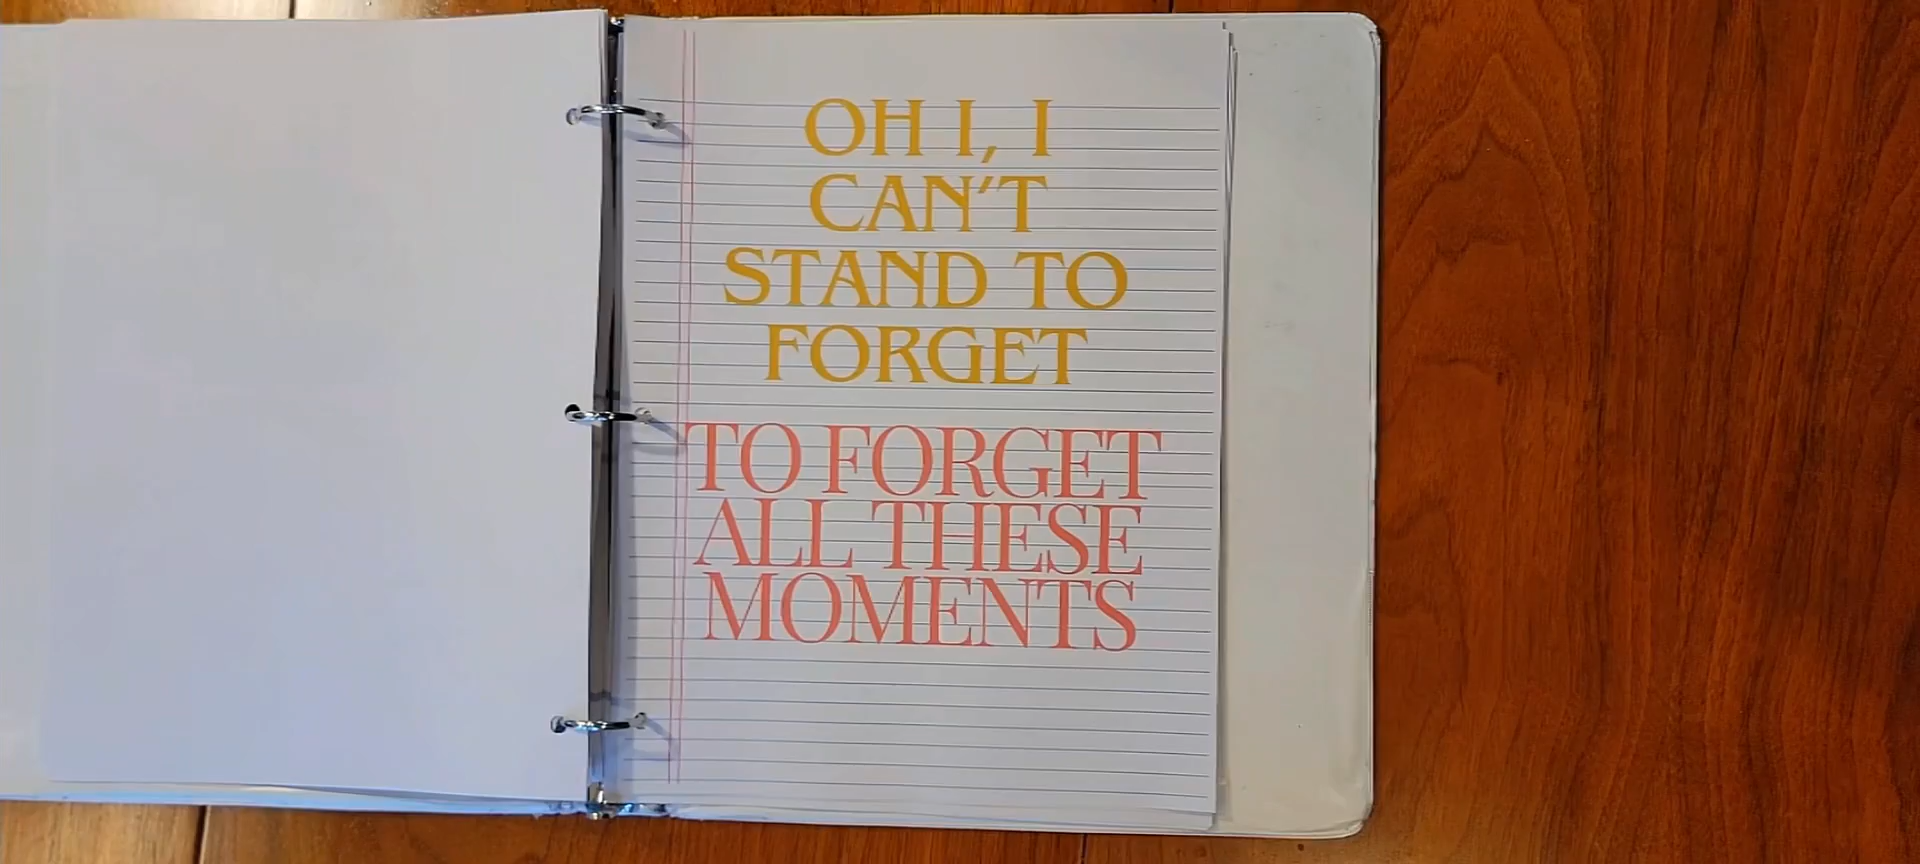 OH I, I
CAN'T
STAND TO
FORGET
TO FORGET
ALL THESE
MOMENTS